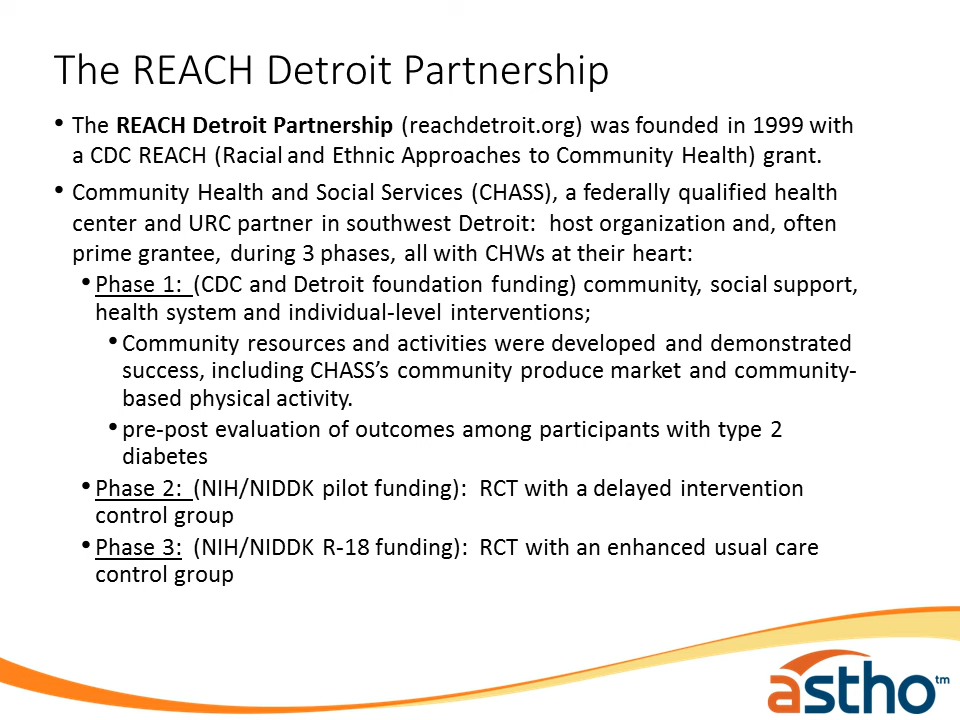 The REACH Detroit Partnership
• The REACH Detroit Partnership (reachdetroit.org) was founded in 1999 with
a CDC REACH (Racial and Ethnic Approaches to Community Health) grant.
• Community Health and Social Services (CHASS), a federally qualified health
center and URC partner in southwest Detroit:  host organization and, often
prime grantee, during 3 phases, all with CHWs at their heart:
• Phase 1:  (CDC and Detroit foundation funding) community, social support,
health system and individual-level interventions;
• Community resources and activities were developed and demonstrated
success, including CHASS’s community produce market and community-
based physical activity.
• pre-post evaluation of outcomes among participants with type 2
diabetes
• Phase 2:  (NIH/NIDDK pilot funding):  RCT with a delayed intervention
control group
• Phase 3:  (NIH/NIDDK R-18 funding):  RCT with an enhanced usual care
control group
astho™